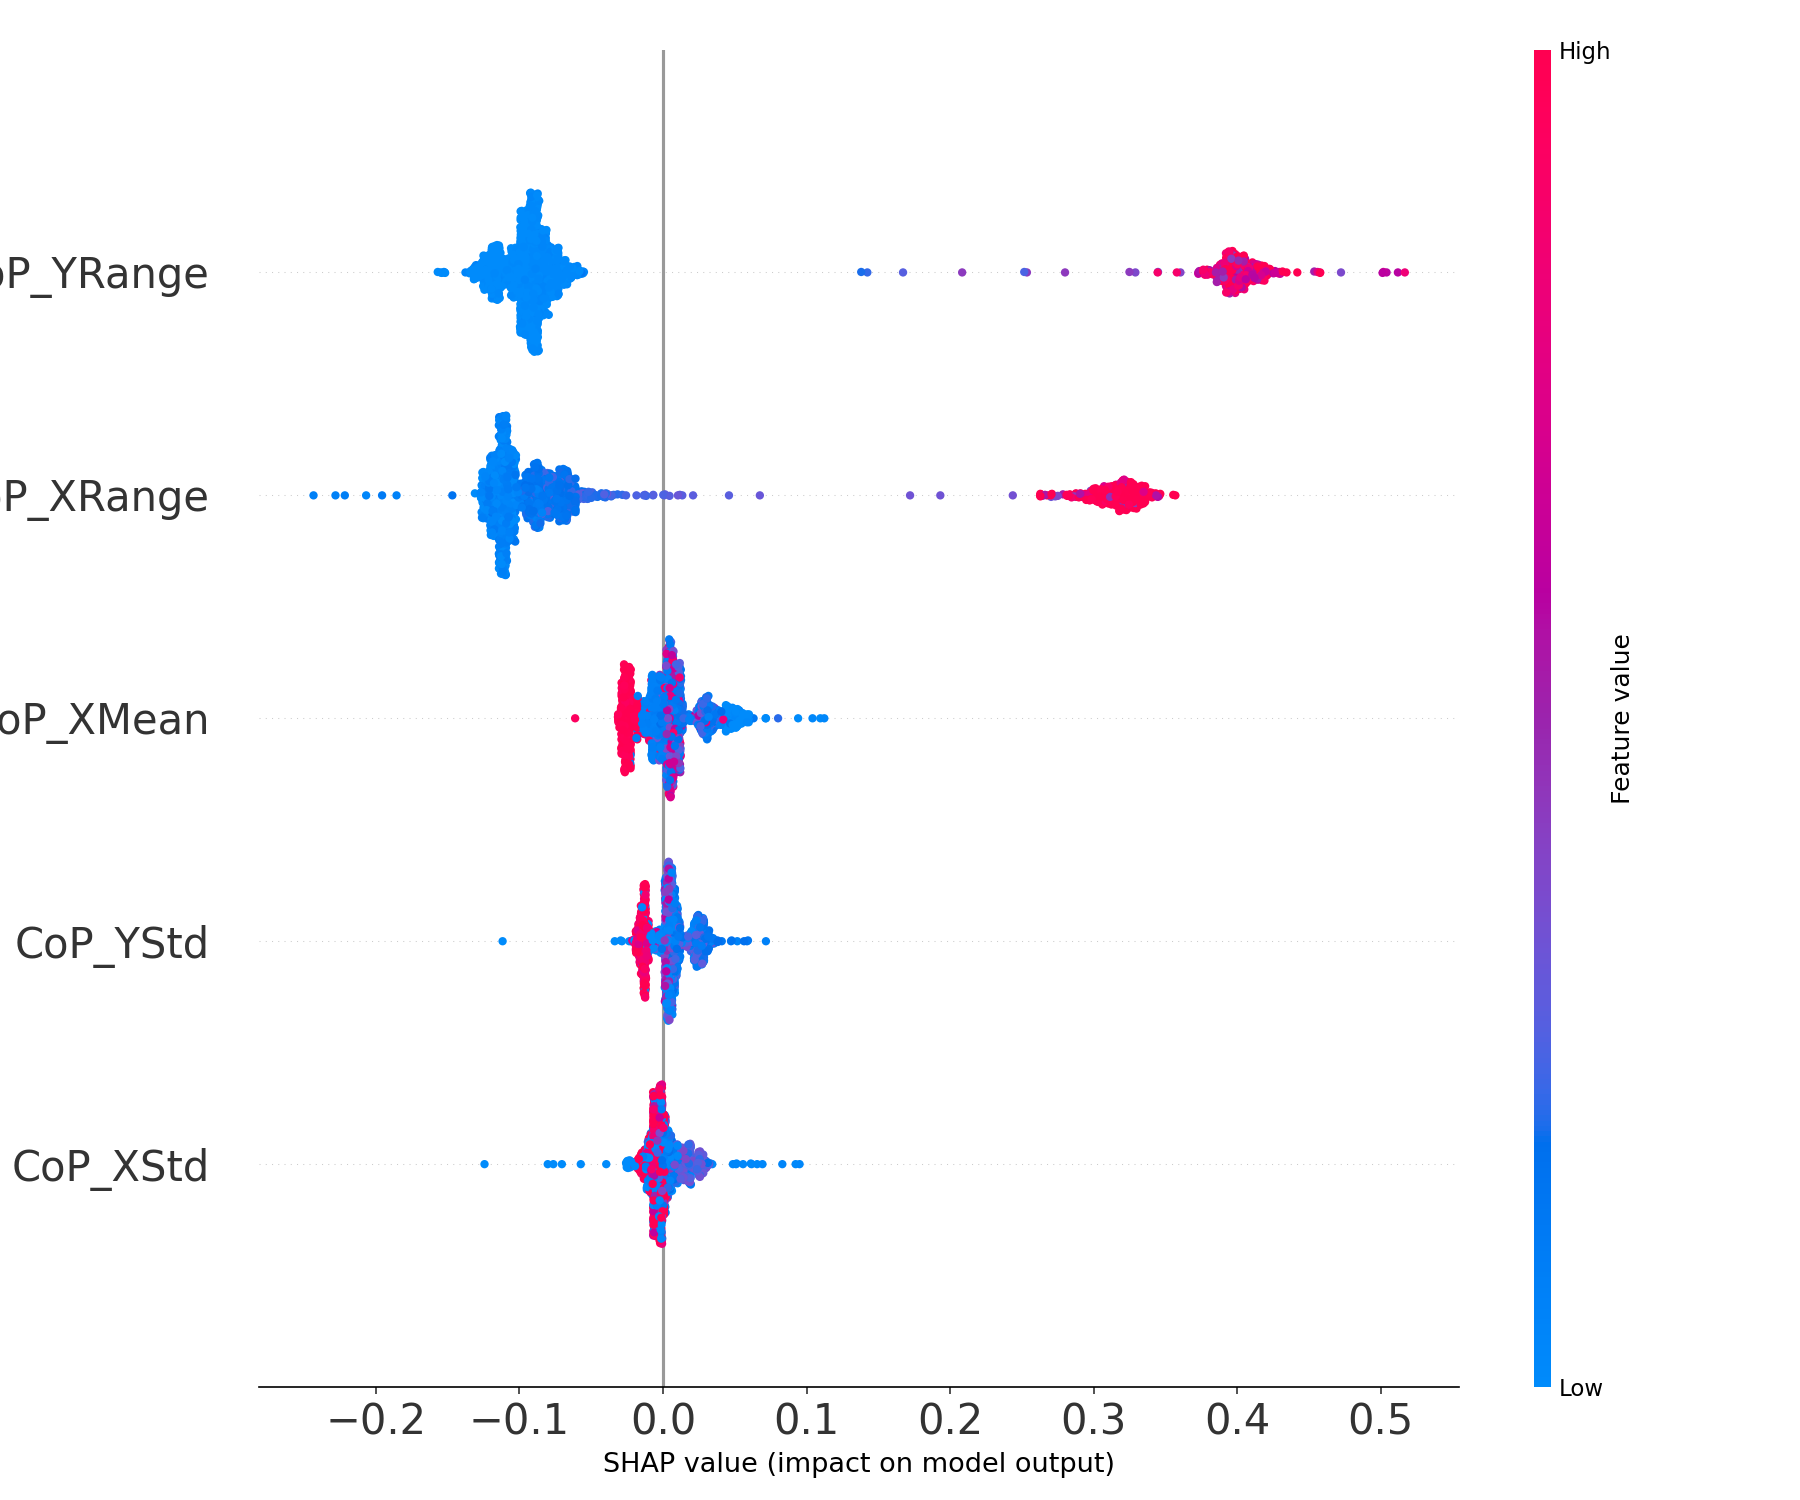 High
oP_YRange
P_XRange
oP_XMean
CoP_YStd
CoP_XStd
Feature value
Low
−0.2 −0.1 0.0 0.1 0.2 0.3 0.4 0.5
SHAP value (impact on model output)